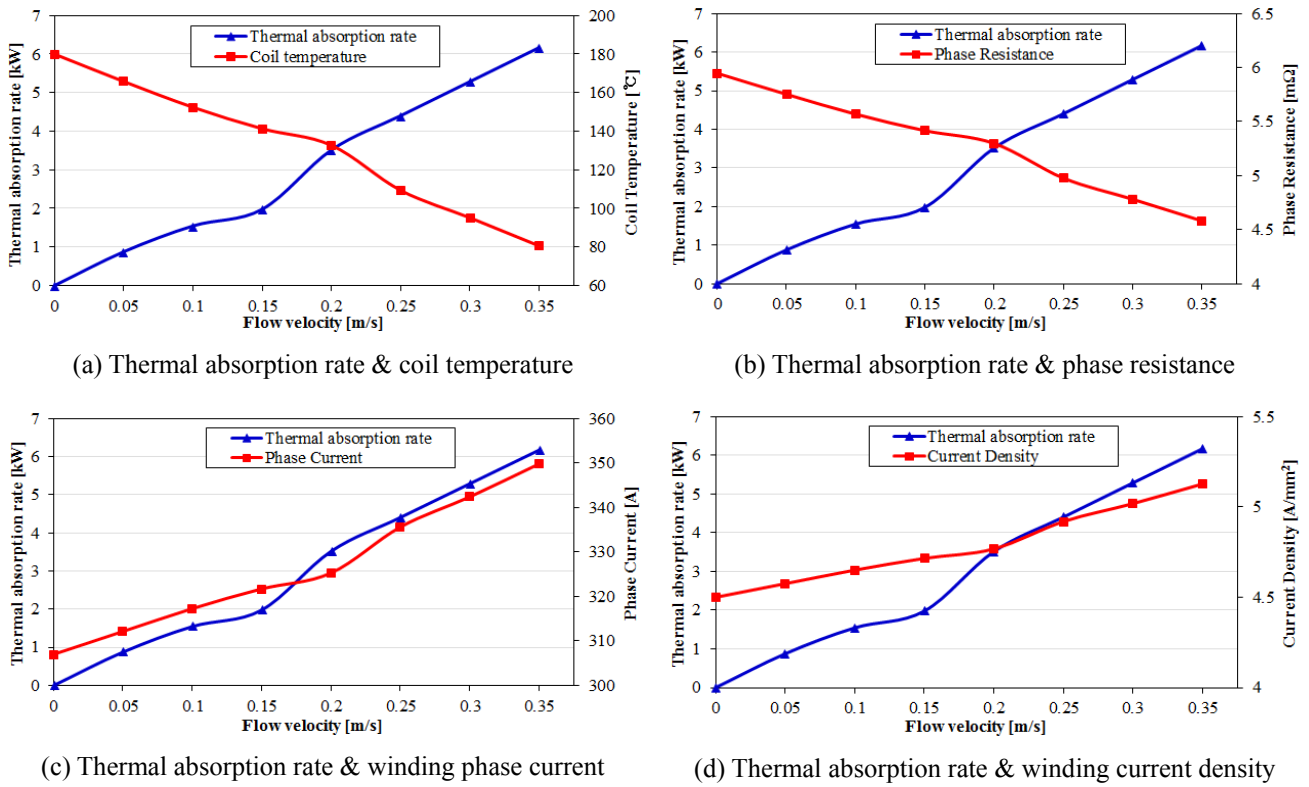 Thermal absorption rate
Coil temperature
Thermal absorption rate [kW]
7
6
5
4
3
2
1
0
200
180
160
140
120
100
80
60
Coil Temperature [℃]
0 0.05 0.1 0.15 0.2 0.25 0.3 0.35
Flow velocity [m/s]
(a) Thermal absorption rate & coil temperature
Thermal absorption rate
Phase Resistance
Thermal absorption rate [kW]
7
6
5
4
3
2
1
0
6.5
6
5.5
5
4.5
4
Phase Resistance [mΩ]
0 0.05 0.1 0.15 0.2 0.25 0.3 0.35
Flow velocity [m/s]
(b) Thermal absorption rate & phase resistance
Thermal absorption rate
Phase Current
Thermal absorption rate [kW]
7
6
5
4
3
2
1
0
360
350
340
330
320
310
300
Phase Current [A]
0 0.05 0.1 0.15 0.2 0.25 0.3 0.35
Flow velocity [m/s]
(c) Thermal absorption rate & winding phase current
Thermal absorption rate
Current Density
Thermal absorption rate [kW]
7
6
5
4
3
2
1
0
5.5
5
4.5
4
Current Density [A/mm²]
0 0.05 0.1 0.15 0.2 0.25 0.3 0.35
Flow velocity [m/s]
(d) Thermal absorption rate & winding current density